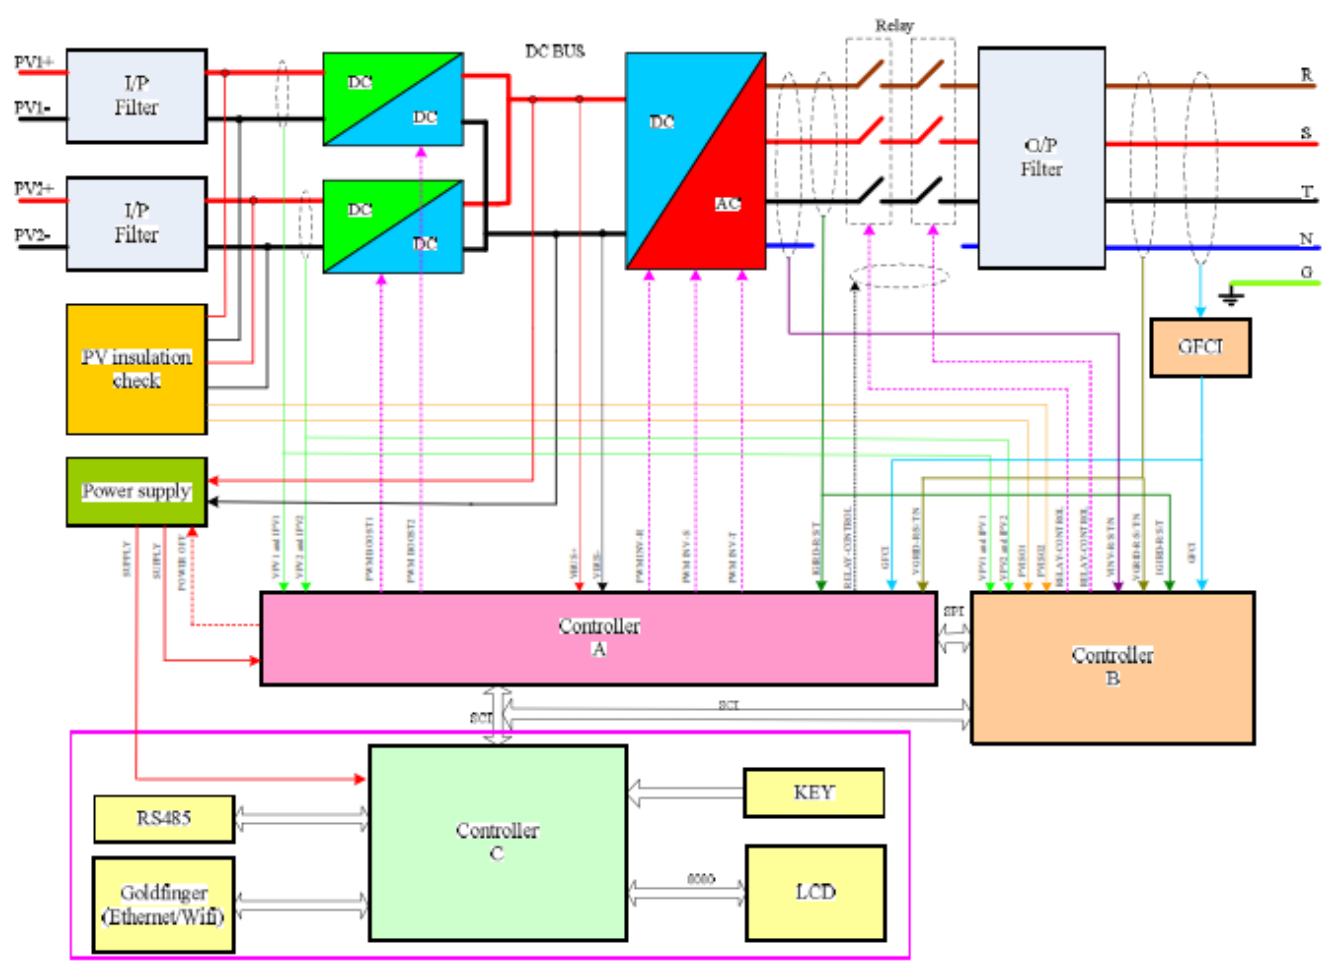 Relay
DC BUS
PV1+
PV1-
I/P
Filter
DC
DC
PV2+
PV2-
I/P
Filter
DC
DC
DC
AC
O/P
Filter
R
S
T
N
G
GFCI
PV insulation
check
Power supply
SUPPLY
SUPPLY
POWER OFF
VPV1 and IPV1
VPV2 and IPV2
PWM BOOST1
PWM BOOST2
VBUS+
VBUS-
PWM INV-R
PWM INV-S
PWM INV-T
IGRID-R/S/T
RELAY-CONTROL
GFCI
VGRID-R/S/T/N
VPV1 and IPV1
VPV2 and IPV2
PVISO1
PVISO2
RELAY-CONTROL
RELAY-CONTROL
VINV-R/S/T/N
VGRID-R/S/T/N
IGRID-R/S/T
GFCI
Controller
A
SPI
Controller
B
SCI
SCI
Controller
C
RS485
Goldfinger
(Ethernet/Wifi)
KEY
LCD